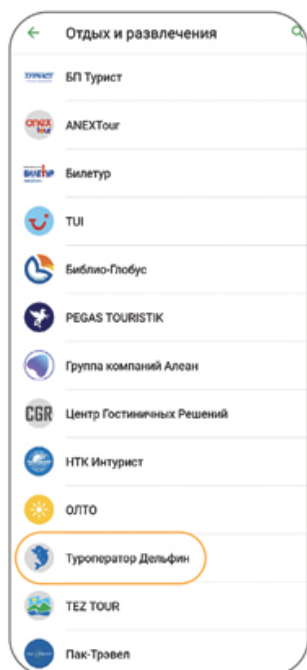 Отдых и развлечения
БП Турист
ANEXTour
Билетур
TUI
Библио-Глобус
PEGAS TOURISTIK
Группа компаний Алеан
CGR Центр Гостиничных Решений
НТК Интурист
ОЛТО
Туроператор Дельфин
TEZ TOUR
Пак-Трэвел